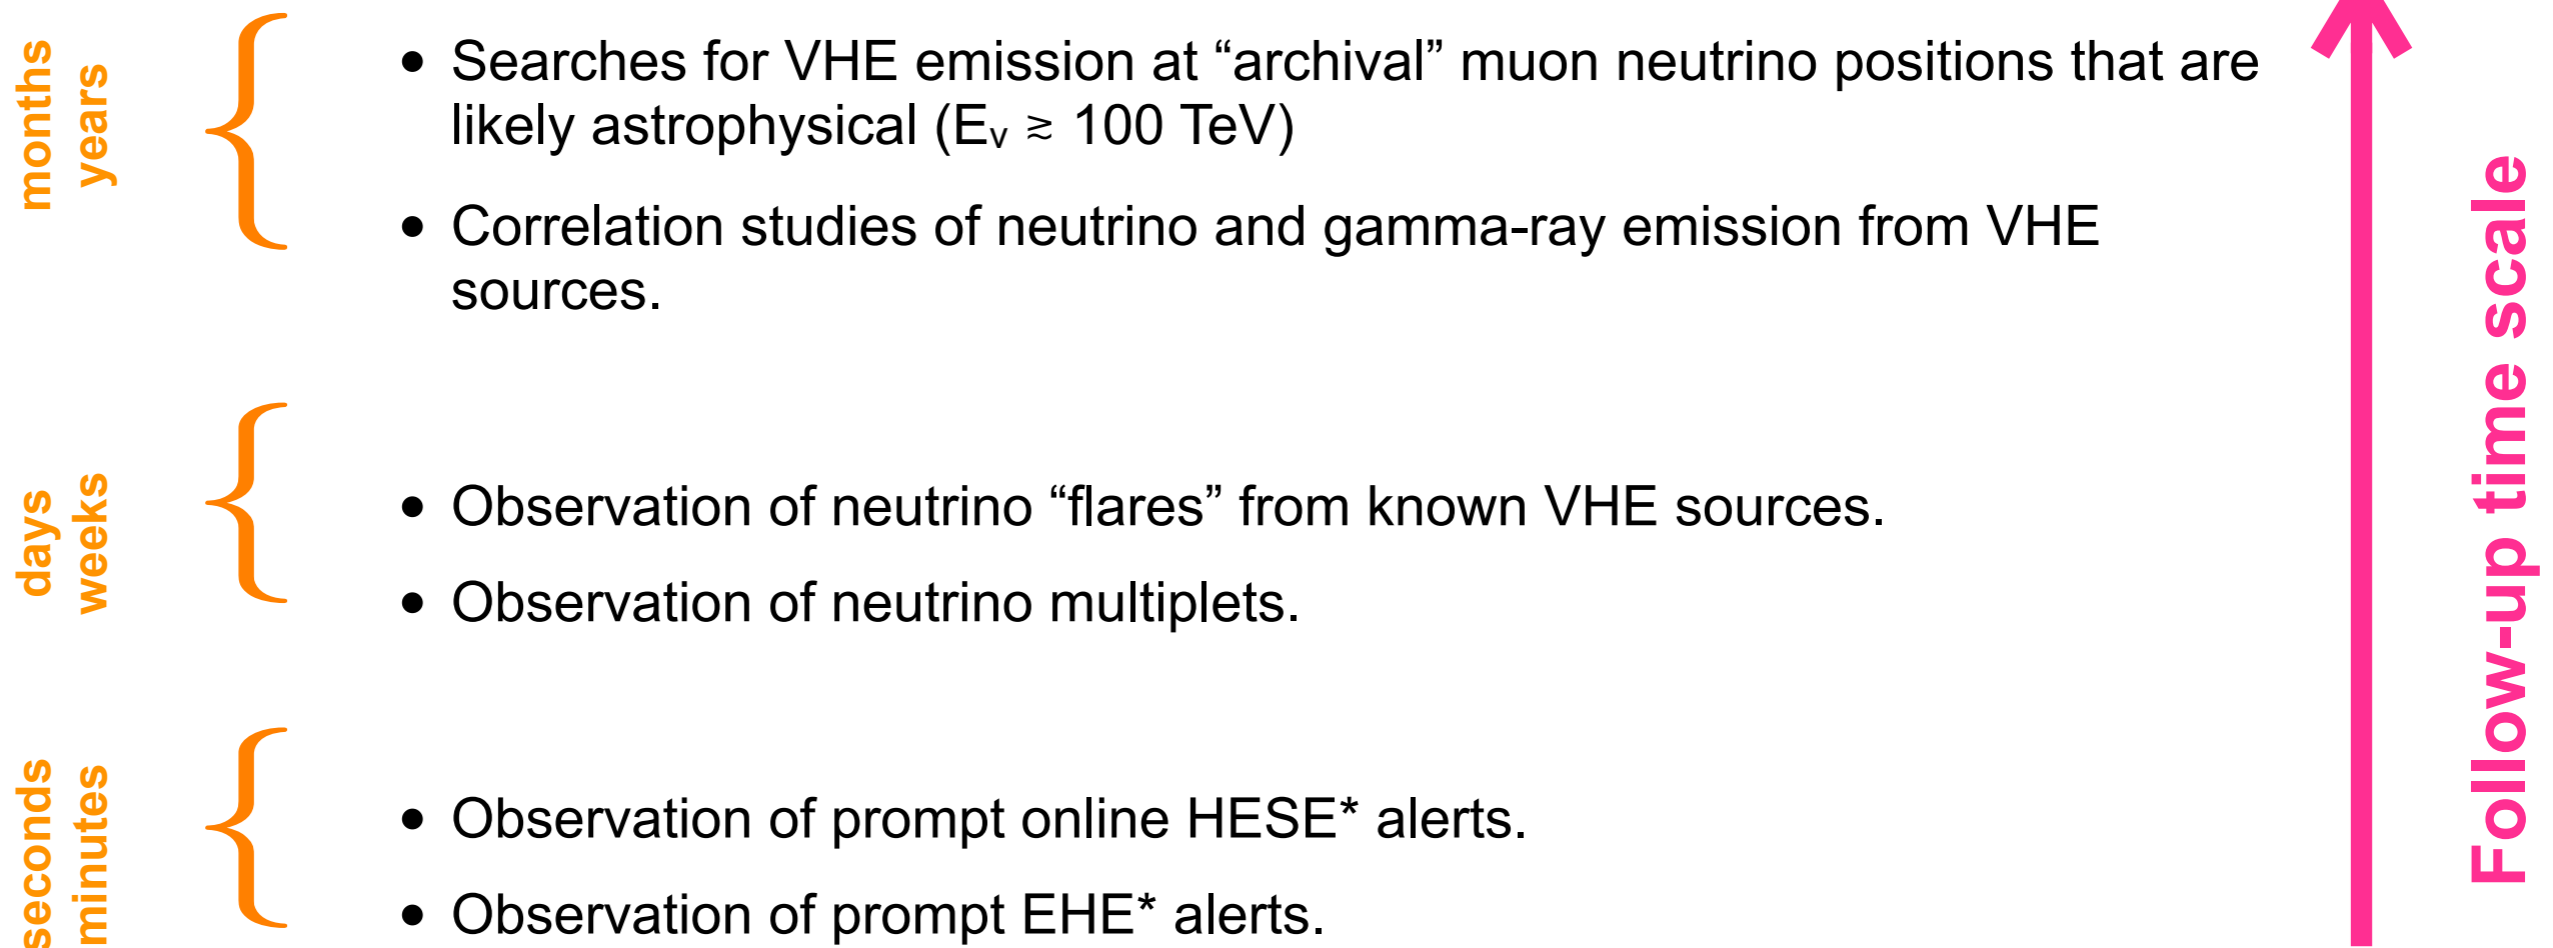 months
years
• Searches for VHE emission at “archival” muon neutrino positions that are
likely astrophysical (Eᵥ ≳ 100 TeV)
• Correlation studies of neutrino and gamma-ray emission from VHE
sources.
days
weeks
• Observation of neutrino “flares” from known VHE sources.
• Observation of neutrino multiplets.
seconds
minutes
• Observation of prompt online HESE* alerts.
• Observation of prompt EHE* alerts.
Follow-up time scale